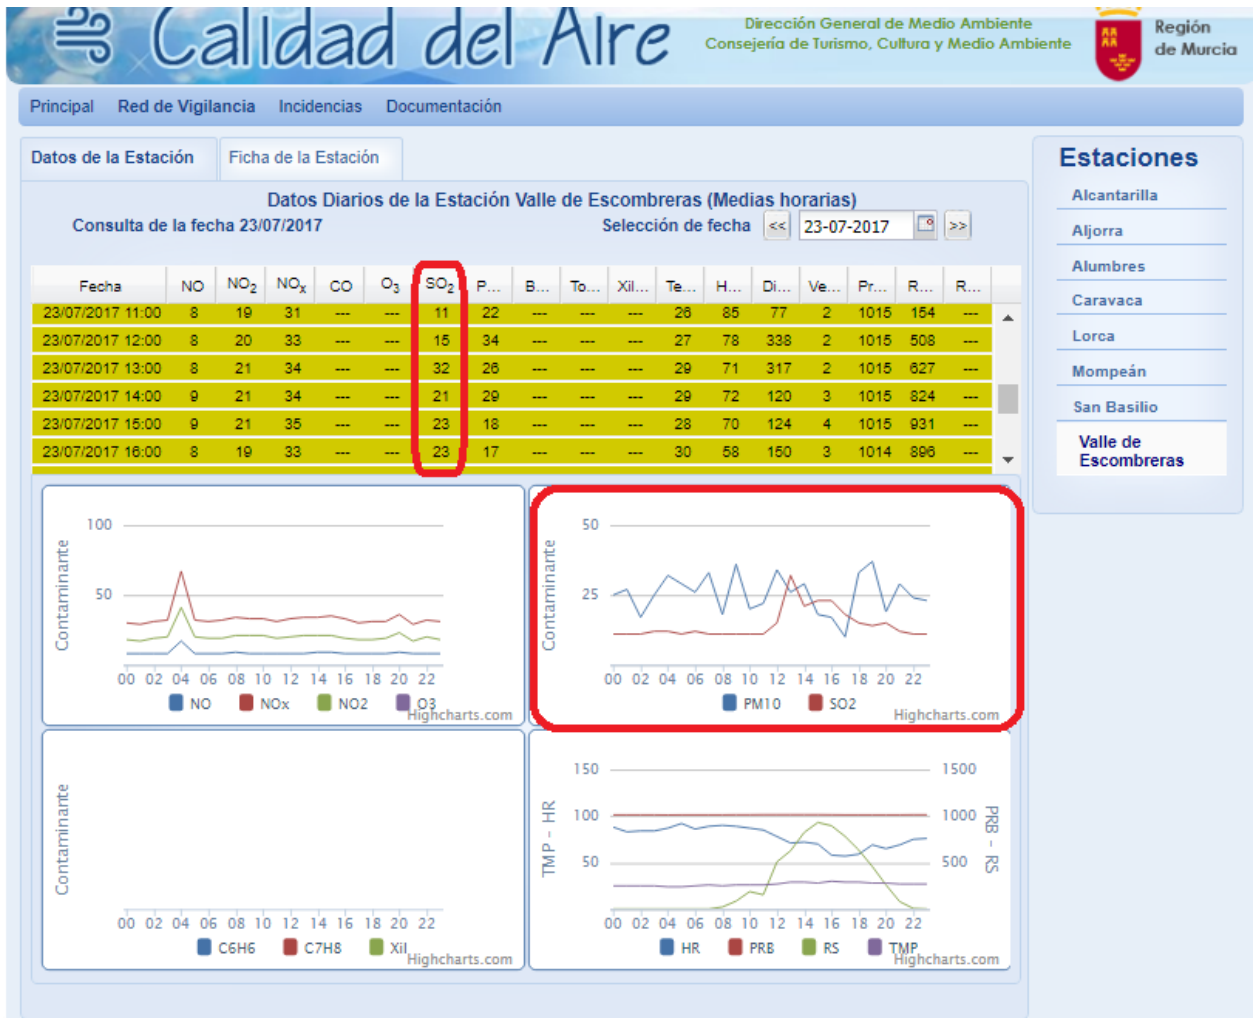 Calidad del Aire
Dirección General de Medio Ambiente
Consejería de Turismo, Cultura y Medio Ambiente
Región
de Murcia
Principal Red de Vigilancia Incidencias Documentación
Datos de la Estación Ficha de la Estación
Datos Diarios de la Estación Valle de Escombreras (Medias horarias)
Consulta de la fecha 23/07/2017 Selección de fecha << 23-07-2017 >>
Fecha NO NO2 NOx CO O3 SO2 P... B... To... Xil... Te... H... Di... Ve... Pr... R... R...
23/07/2017 11:00 8 19 31 --- --- 11 22 --- --- --- 26 85 77 2 1015 154 ---
23/07/2017 12:00 8 20 33 --- --- 15 34 --- --- --- 27 78 338 2 1015 508 ---
23/07/2017 13:00 8 21 34 --- --- 32 26 --- --- --- 29 71 317 2 1015 627 ---
23/07/2017 14:00 9 21 34 --- --- 21 29 --- --- --- 29 72 120 3 1015 824 ---
23/07/2017 15:00 9 21 35 --- --- 23 18 --- --- --- 28 70 124 4 1015 931 ---
23/07/2017 16:00 8 19 33 --- --- 23 17 --- --- --- 30 58 150 3 1014 896 ---
Estaciones
Alcantarilla
Aljorra
Alumbres
Caravaca
Lorca
Mompeán
San Basilio
Valle de
Escombreras
Contaminante
100
50
00 02 04 06 08 10 12 14 16 18 20 22
NO NOx NO2 O3
Highcharts.com
Contaminante
50
25
00 02 04 06 08 10 12 14 16 18 20 22
PM10 SO2
Highcharts.com
Contaminante
00 02 04 06 08 10 12 14 16 18 20 22
C6H6 C7H8 Xil
Highcharts.com
TMP - HR
150 1500
100 1000
50 500
PRB - RS
00 02 04 06 08 10 12 14 16 18 20 22
HR PRB RS TMP
Highcharts.com